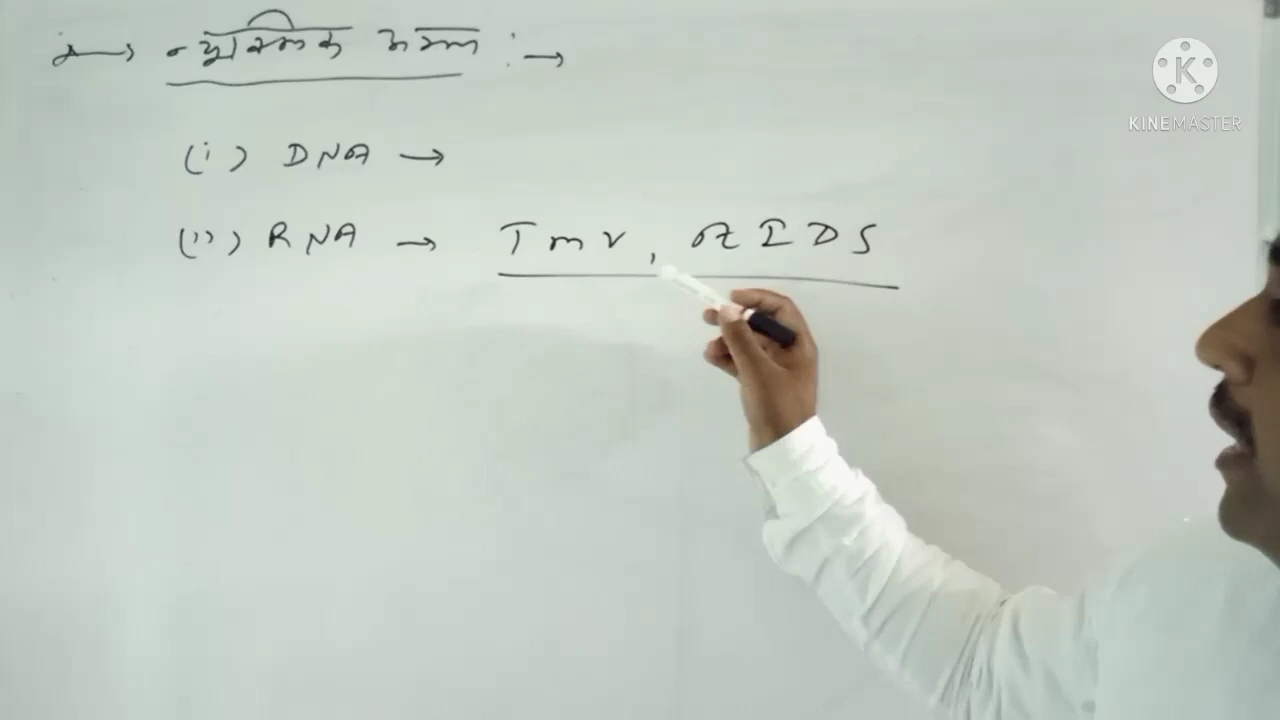 → न्यूक्लिक अम्ल :→
(i) DNA →
(ii) RNA → TMV, AIDS
KINEMASTER